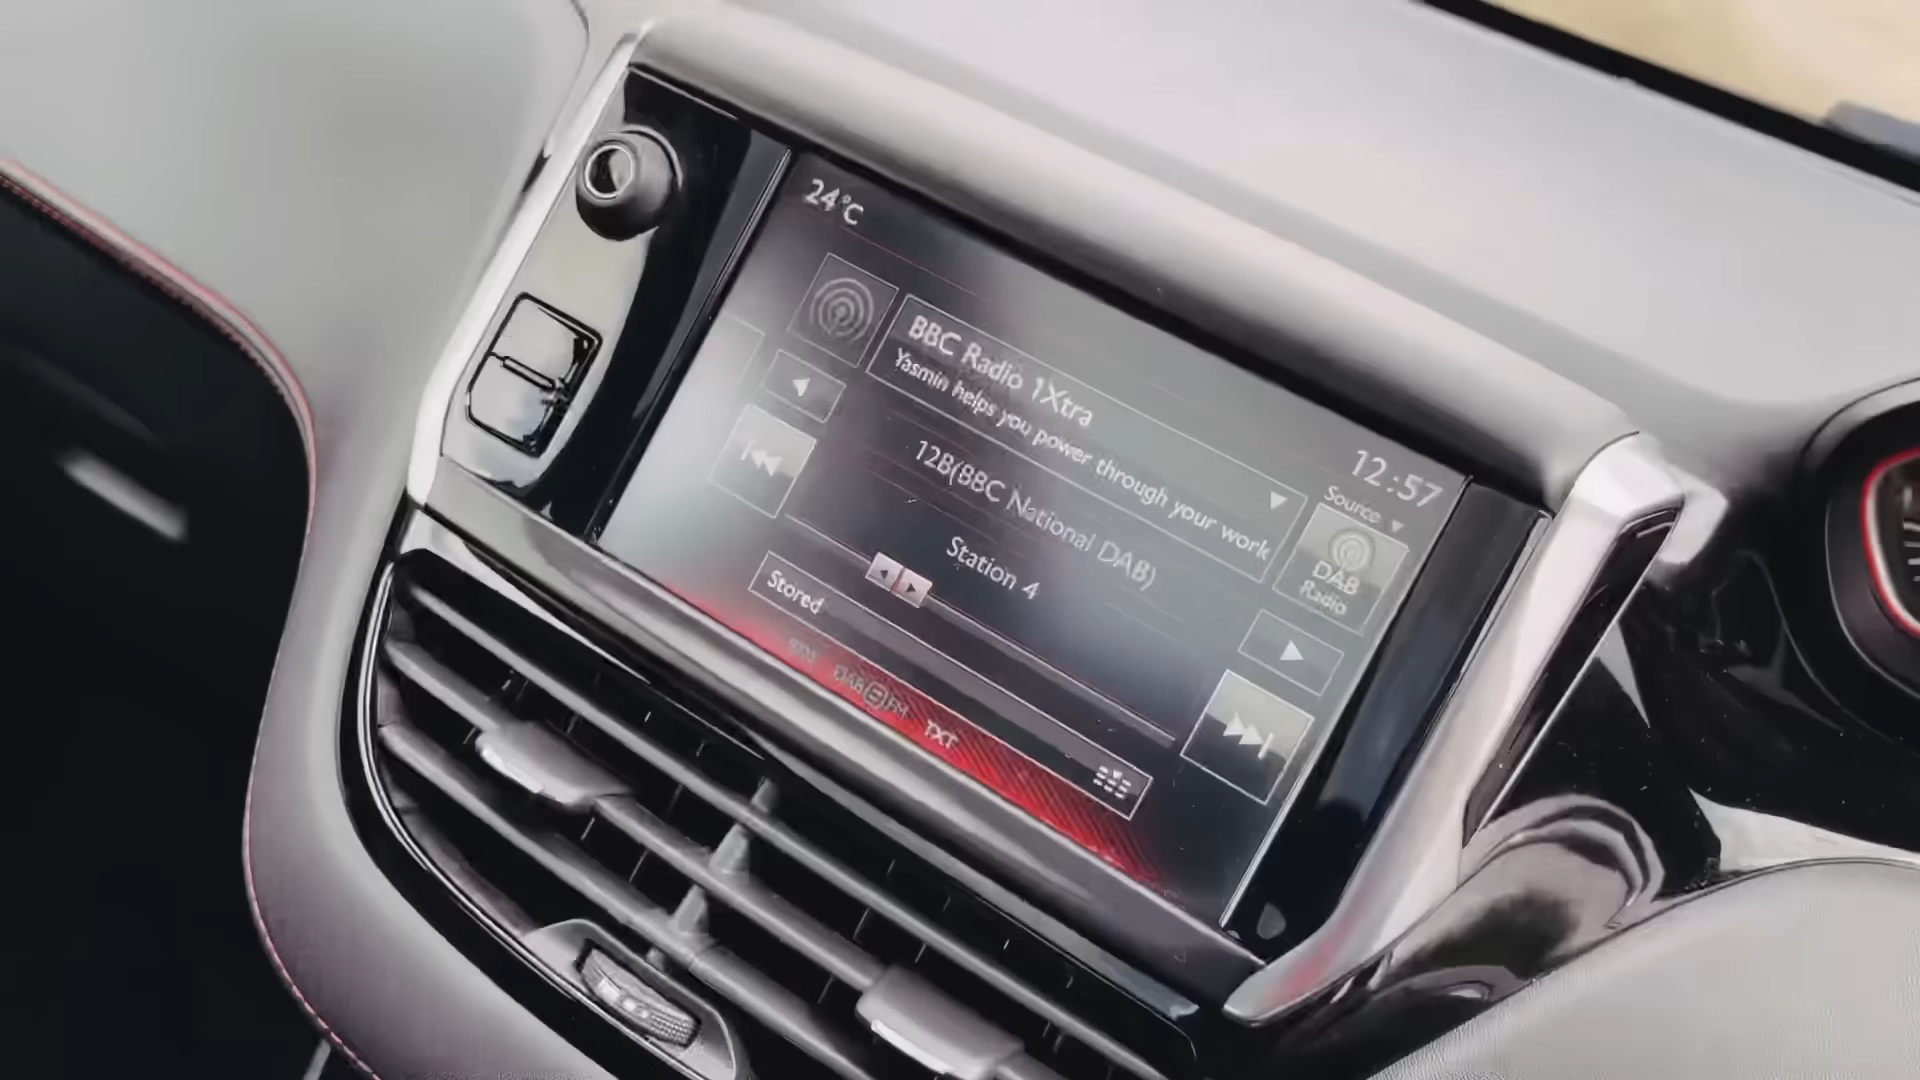 24°C
12:57
BBC Radio 1Xtra
Yasmin helps you power through your work
Source
DAB
Radio
12B(BBC National DAB)
Station 4
Stored
DAB FM
TXT